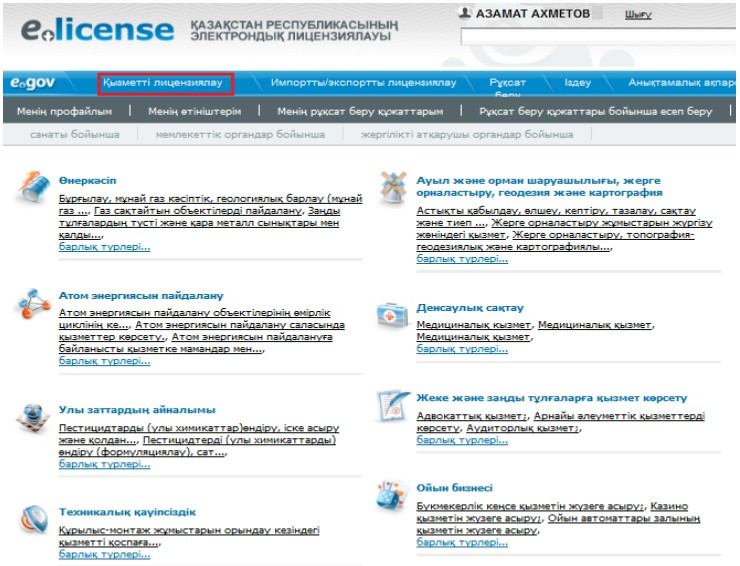 e.license
ҚАЗАҚСТАН РЕСПУБЛИКАСЫНЫҢ
ЭЛЕКТРОНДЫҚ ЛИЦЕНЗИЯЛАУЫ
АЗАМАТ АХМЕТОВ Шығу
e.gov Қызметті лицензиялау Импортты/экспортты лицензиялау Рұқсат беру Іздеу Анықтамалық ақпар
Менің профайлым Менің өтініштерім Менің рұқсат беру құжаттарым Рұқсат беру құжаттары бойынша есеп беру
санаты бойынша мемлекеттік органдар бойынша жергілікті атқарушы органдар бойынша
Өнеркәсіп
Бұрғылау, мұнай газ кәсіптік, геологиялық барлау (мұнай
газ ..., Газ сақтайтын объектілерді пайдалану, Заңды
тұлғалардың түсті және қара металл сынықтары мен
қалды...,
барлық түрлері...
Атом энергиясын пайдалану
Атом энергиясын пайдалану объектілерінің өмірлік
циклінің ке..., Атом энергиясын пайдалану саласында
қызметтер көрсету., Атом энергиясын пайдалануға
байланысты қызметке мамандар мен...,
барлық түрлері...
Улы заттардың айналымы
Пестицидтарды (улы химикаттар)өндіру, іске асыру
және қолдан..., Пестицидтерді (улы химикаттарды)
өндіру (формуляциялау), сат...,
барлық түрлері...
Техникалық қауіпсіздік
Құрылыс-монтаж жұмыстарын орындау кезіндегі
қызметті қоспаға...,
барлық түрлері...
Ауыл және орман шаруашылығы, жерге
орналастыру, геодезия және картография
Астықты қабылдау, өлшеу, кептіру, тазалау, сақтау
және тиеп ..., Жерге орналастыру жұмыстарын жүргізу
жөніндегі қызмет, Жерге орналастыру, топография-
геодезиялық және картографиялы...,
барлық түрлері...
Денсаулық сақтау
Медициналық кызмет, Медициналық қызмет,
Медициналық қызмет,
барлық түрлері...
Жеке және заңды тұлғаларға қызмет көрсету
Адвокаттық қызмет;, Арнайы әлеуметтік қызметтерді
көрсету, Аудиторлық қызмет;,
барлық түрлері...
Ойын бизнесі
Букмекерлік кеңсе қызметін жүзеге асыру;, Казино
қызметін жүзеге асыру;, Ойын автоматтары залының
қызметін жүзеге асыру,
барлық түрлері...